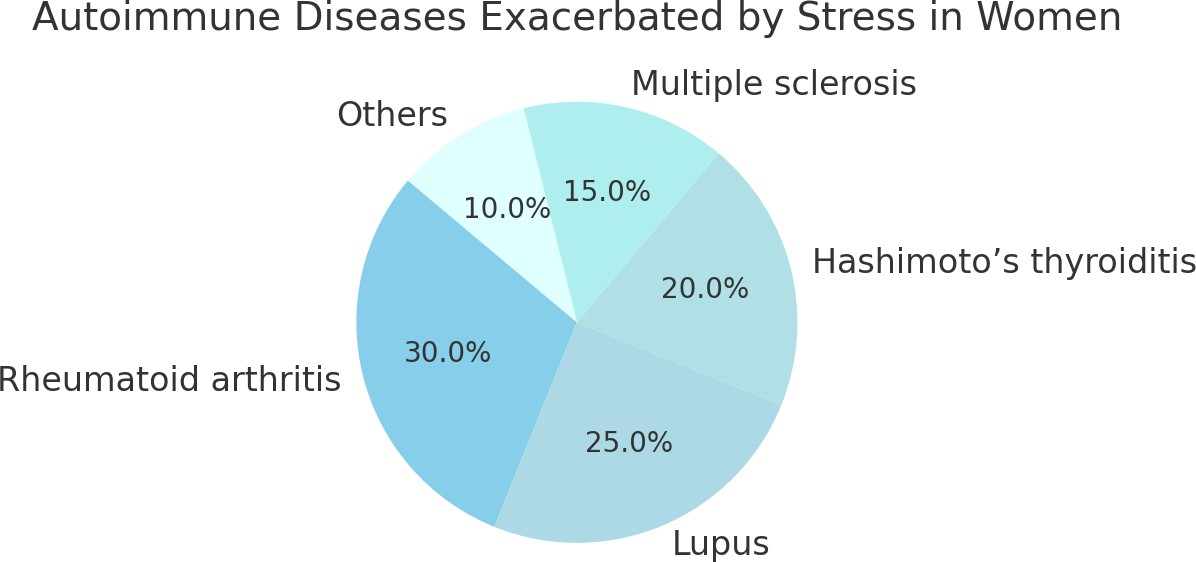 Autoimmune Diseases Exacerbated by Stress in Women
Multiple sclerosis
Others
15.0%
10.0%
Hashimoto’s thyroiditis
20.0%
30.0%
Rheumatoid arthritis
25.0%
Lupus